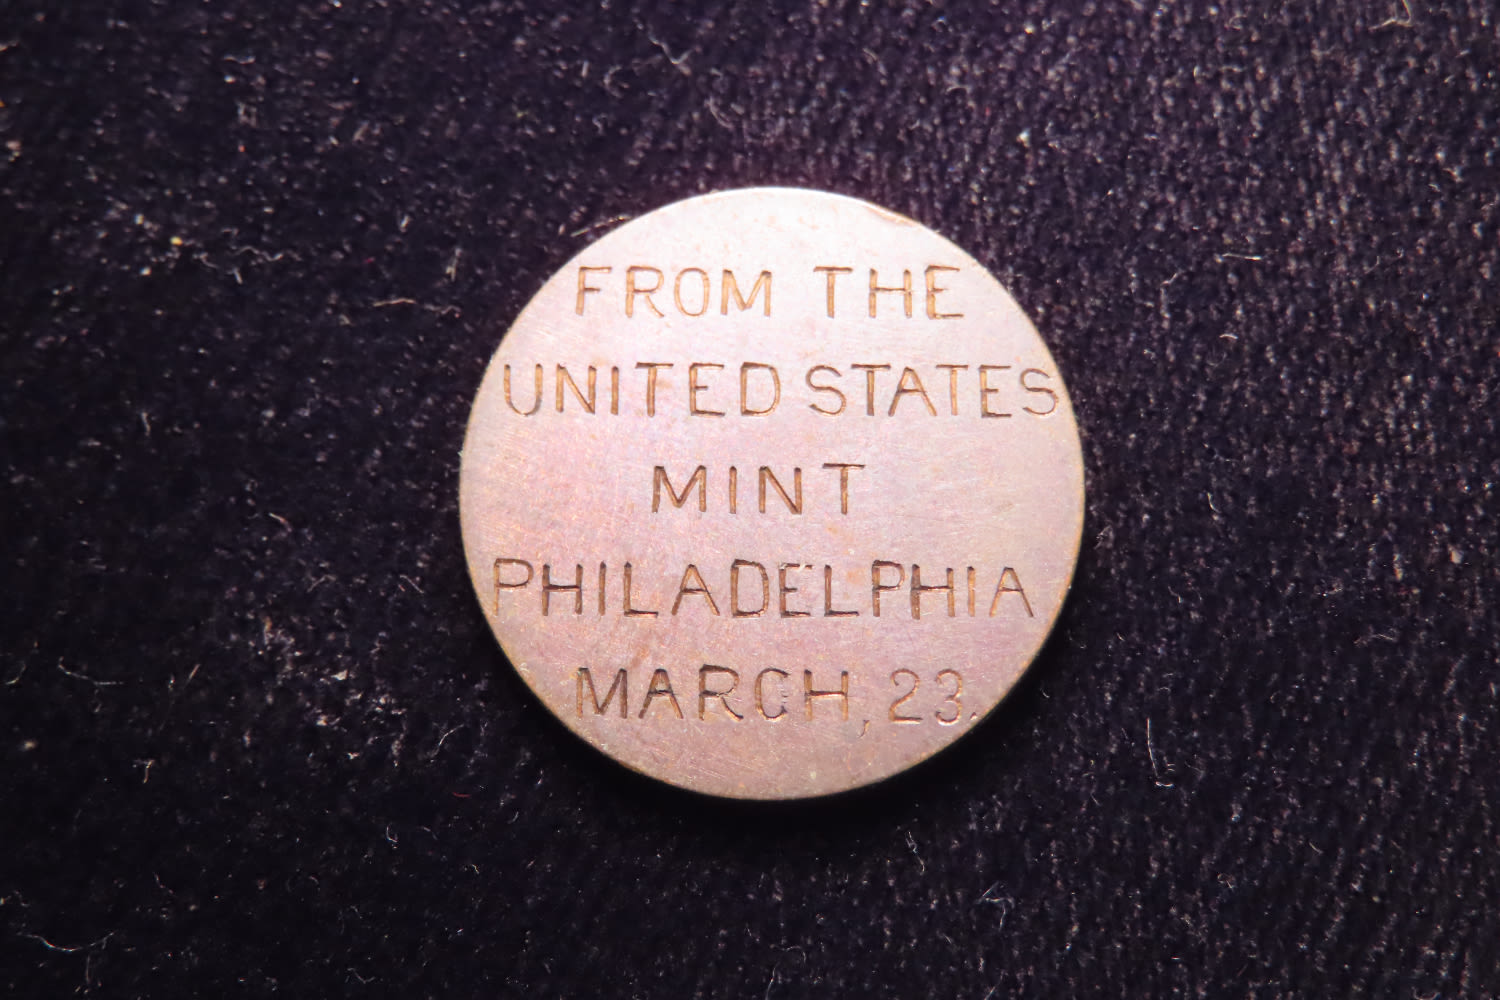 FROM THE
UNITED STATES
MINT
PHILADELPHIA
MARCH, 23.